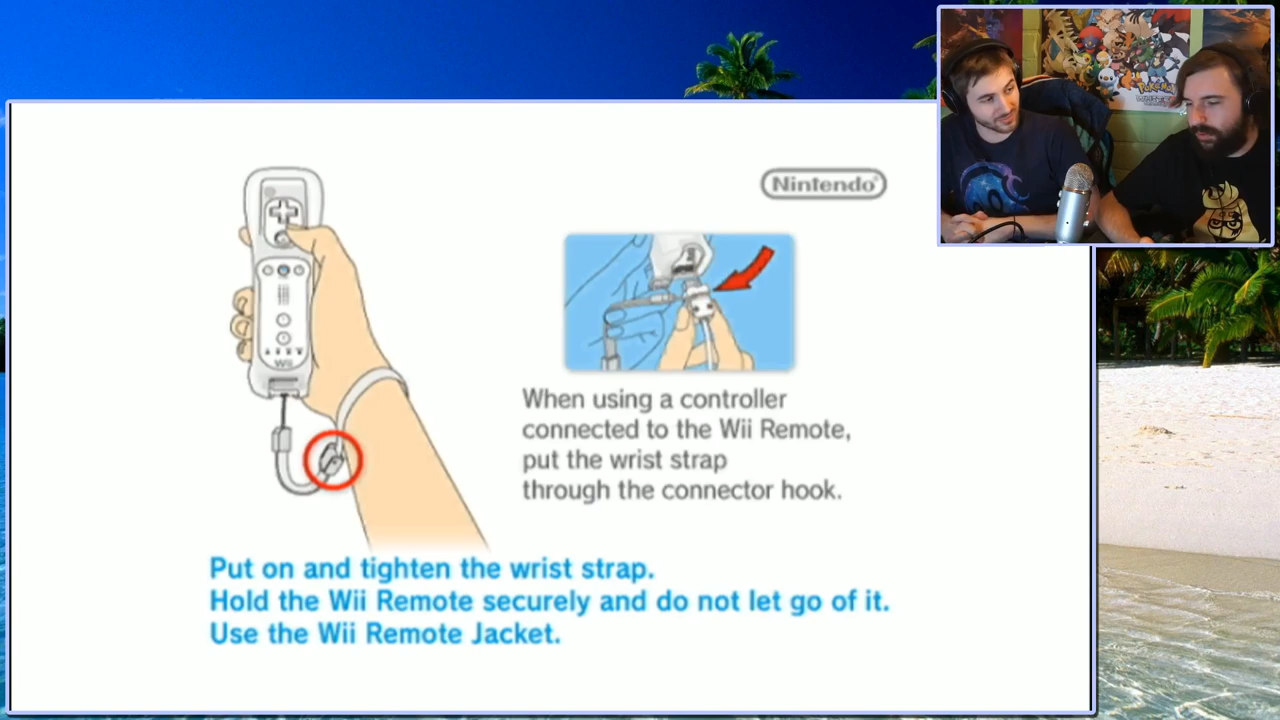 Pokémon
Nintendo®
Wii
When using a controller
connected to the Wii Remote,
put the wrist strap
through the connector hook.
Put on and tighten the wrist strap.
Hold the Wii Remote securely and do not let go of it.
Use the Wii Remote Jacket.